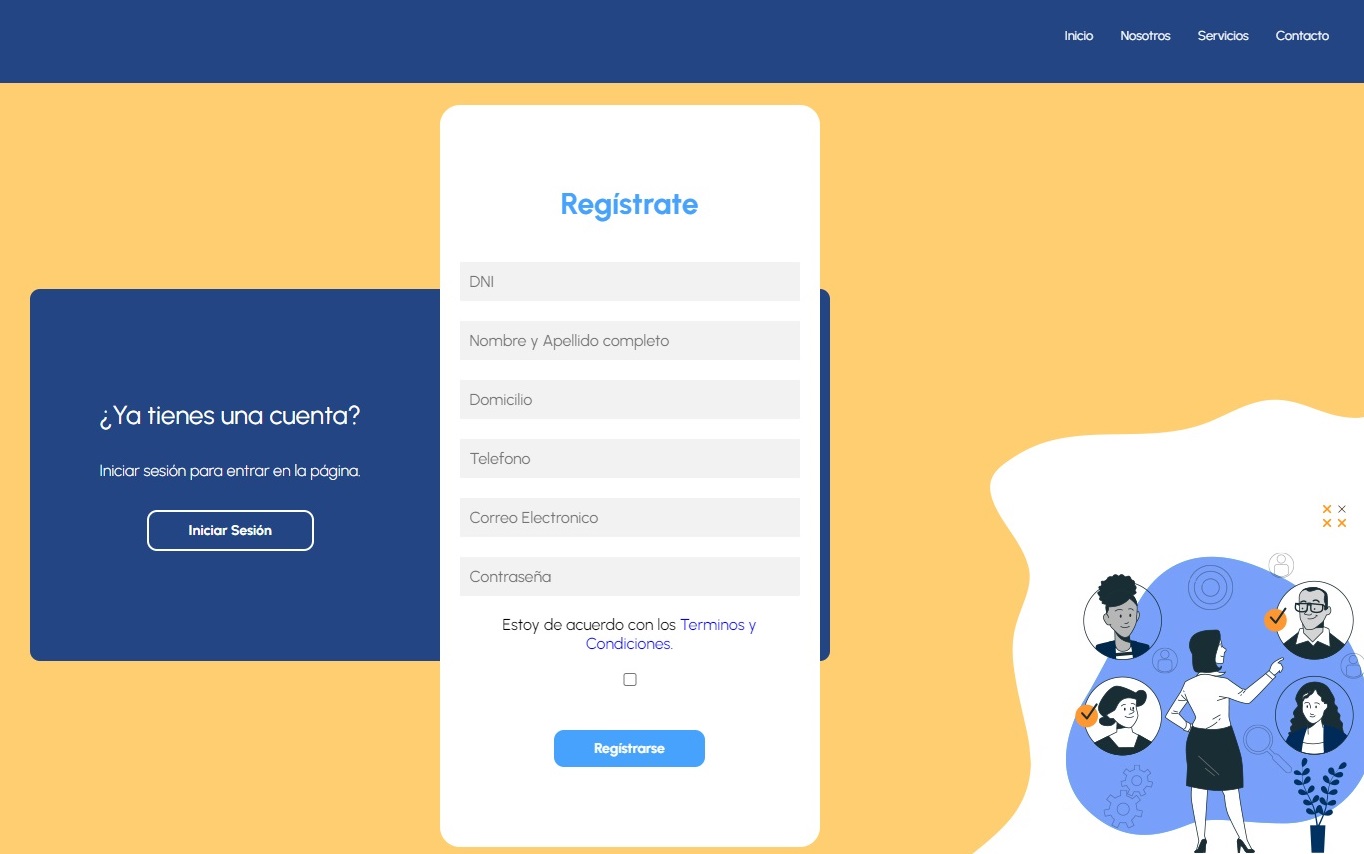 Inicio Nosotros Servicios Contacto
Regístrate
DNI
Nombre y Apellido completo
Domicilio
Telefono
Correo Electronico
Contraseña
Estoy de acuerdo con los Terminos y
Condiciones.
Regístrarse
¿Ya tienes una cuenta?
Iniciar sesión para entrar en la página.
Iniciar Sesión